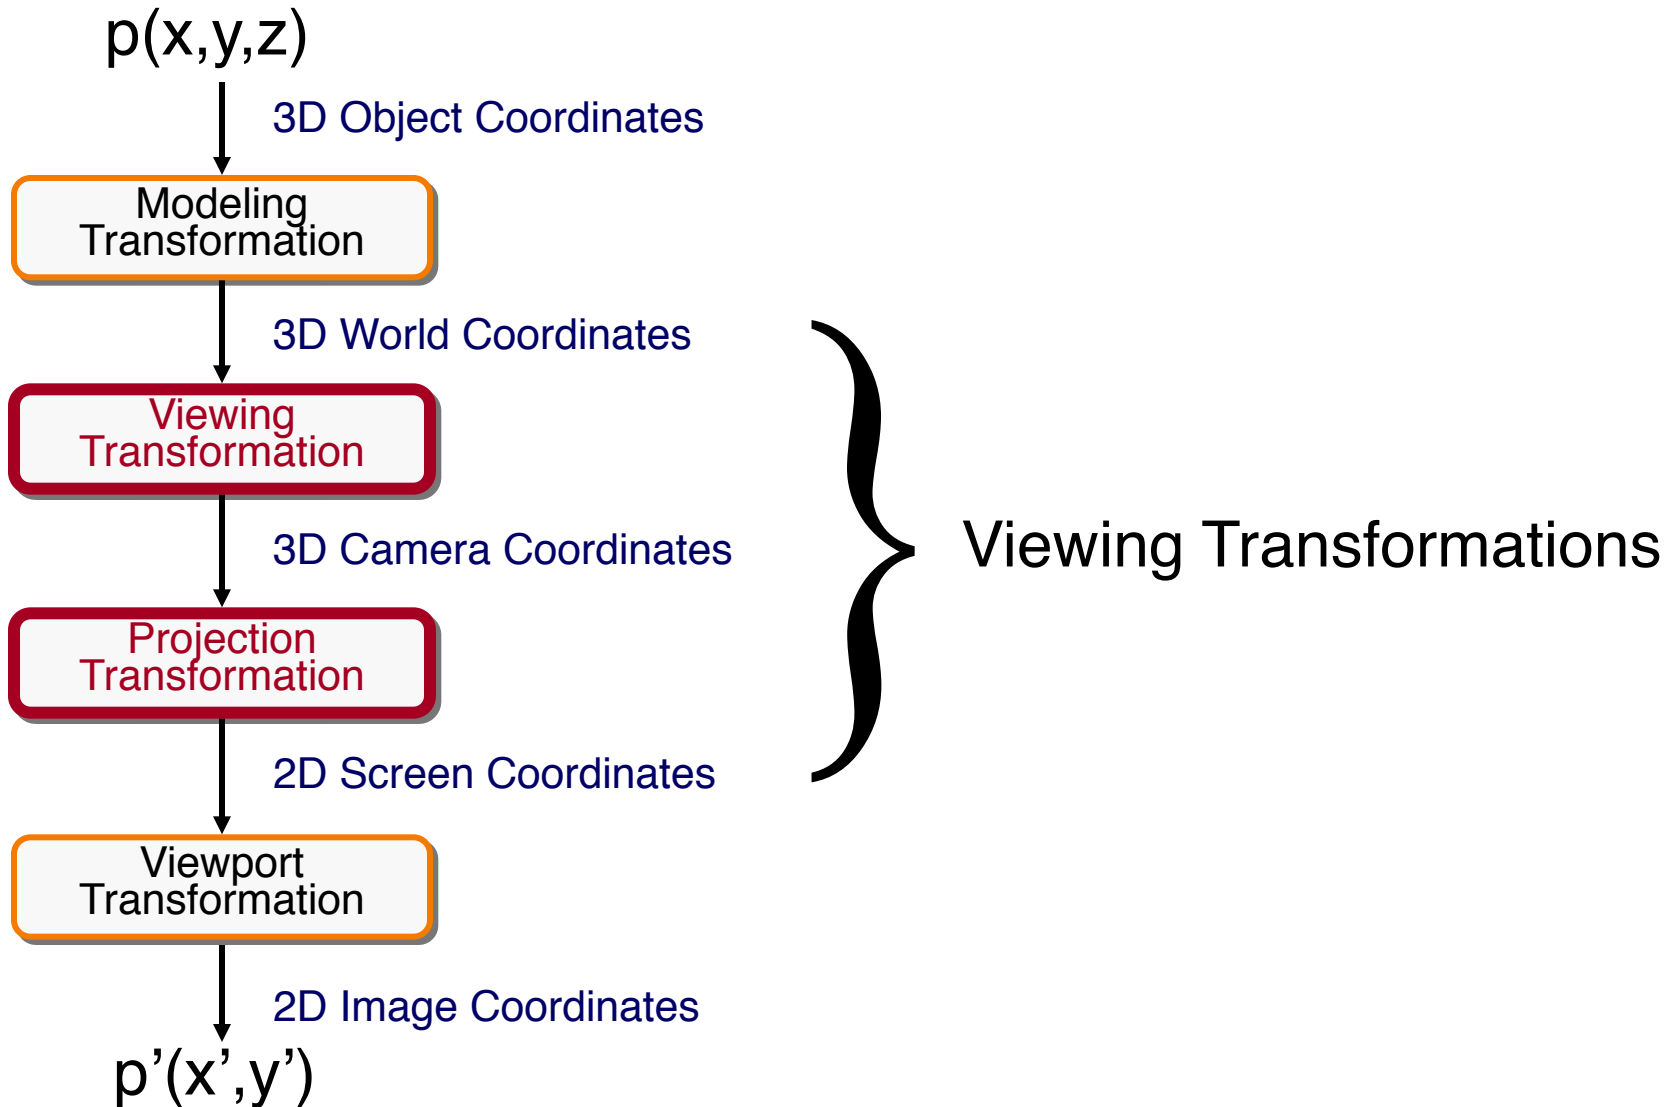 p(x,y,z)
3D Object Coordinates
Modeling
Transformation
3D World Coordinates
Viewing
Transformation
3D Camera Coordinates
Viewing Transformations
Projection
Transformation
2D Screen Coordinates
Viewport
Transformation
2D Image Coordinates
p’(x’,y’)